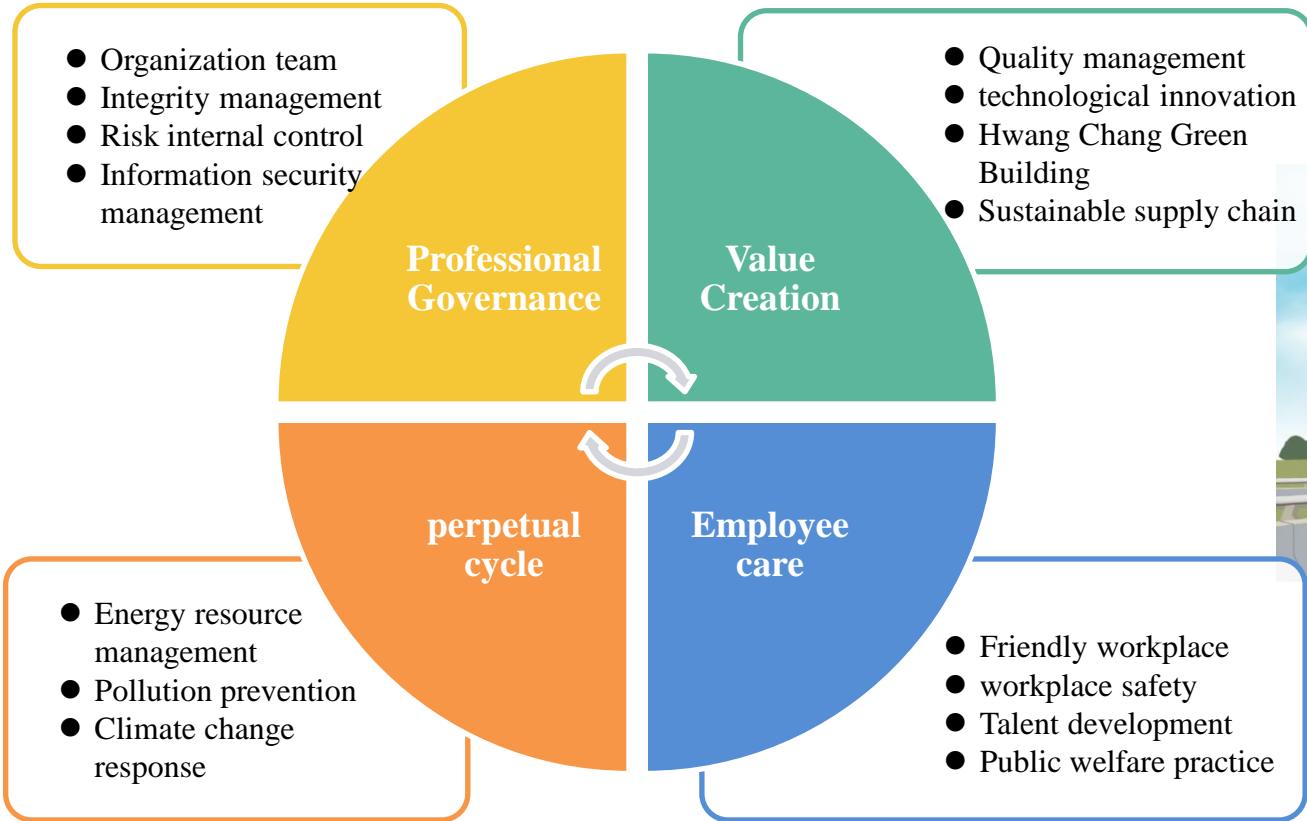 ● Organization team
● Integrity management
● Risk internal control
● Information security
management
● Quality management
● technological innovation
● Hwang Chang Green
Building
● Sustainable supply chain
Professional
Governance
Value
Creation
perpetual
cycle
Employee
care
● Energy resource
management
● Pollution prevention
● Climate change
response
● Friendly workplace
● workplace safety
● Talent development
● Public welfare practice